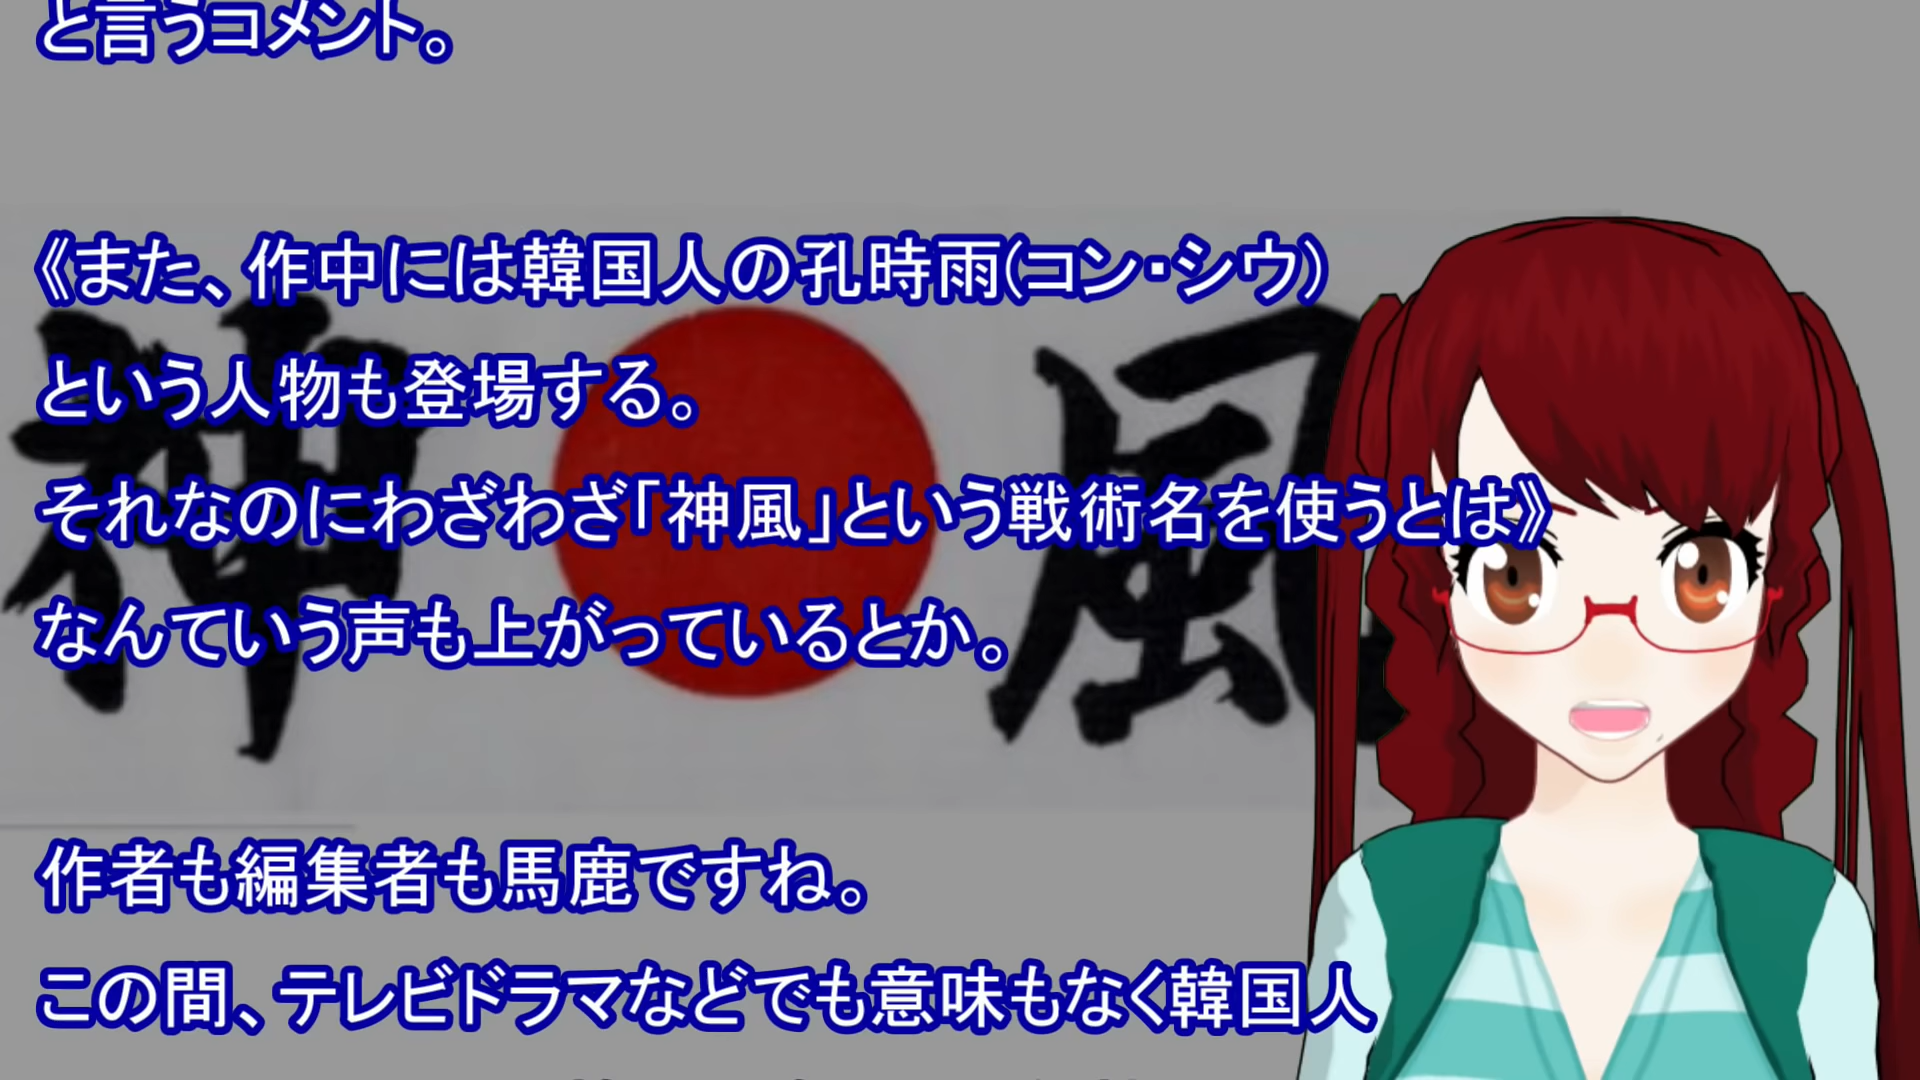 と言うコメント。
《また、作中には韓国人の孔時雨(コン・シウ)
という人物も登場する。
それなのにわざわざ「神風」という戦術名を使うとは》
なんていう声も上がっているとか。
神風
作者も編集者も馬鹿ですね。
この間、テレビドラマなどでも意味もなく韓国人